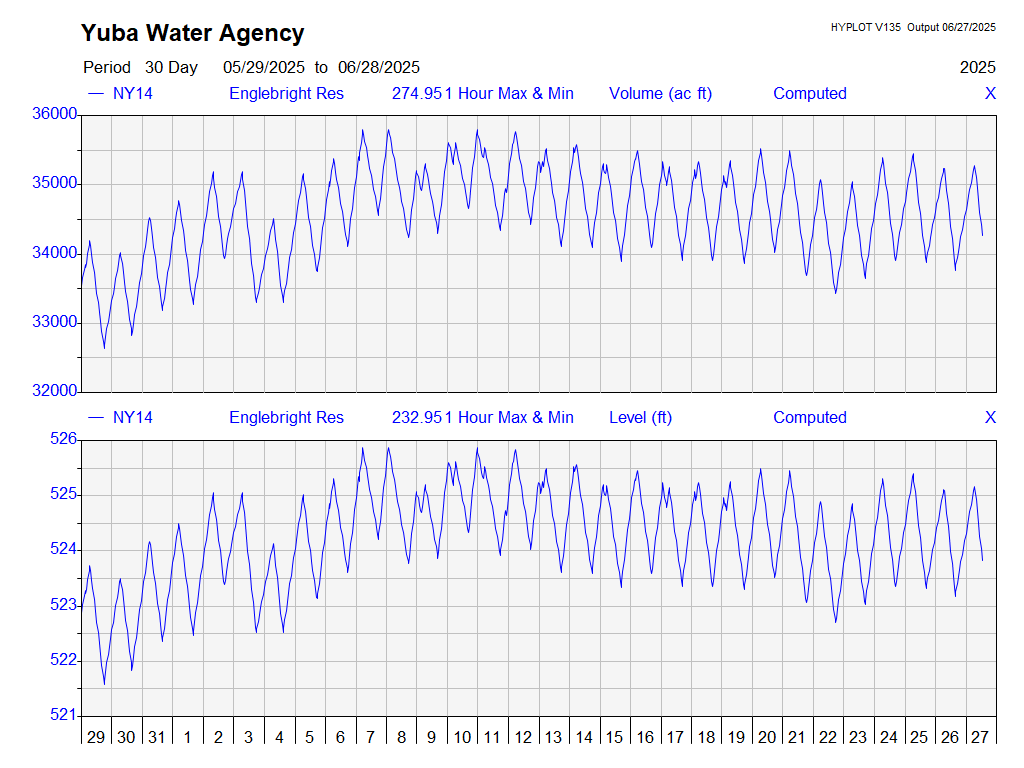 Yuba Water Agency
HYPLOT V135 Output 06/27/2025
Period 30 Day 05/29/2025 to 06/28/2025 2025
NY14 Englebright Res 274.951 Hour Max & Min Volume (ac ft) Computed X
36000
35000
34000
33000
32000
NY14 Englebright Res 232.951 Hour Max & Min Level (ft) Computed X
526
525
524
523
522
521
29 30 31 1 2 3 4 5 6 7 8 9 10 11 12 13 14 15 16 17 18 19 20 21 22 23 24 25 26 27